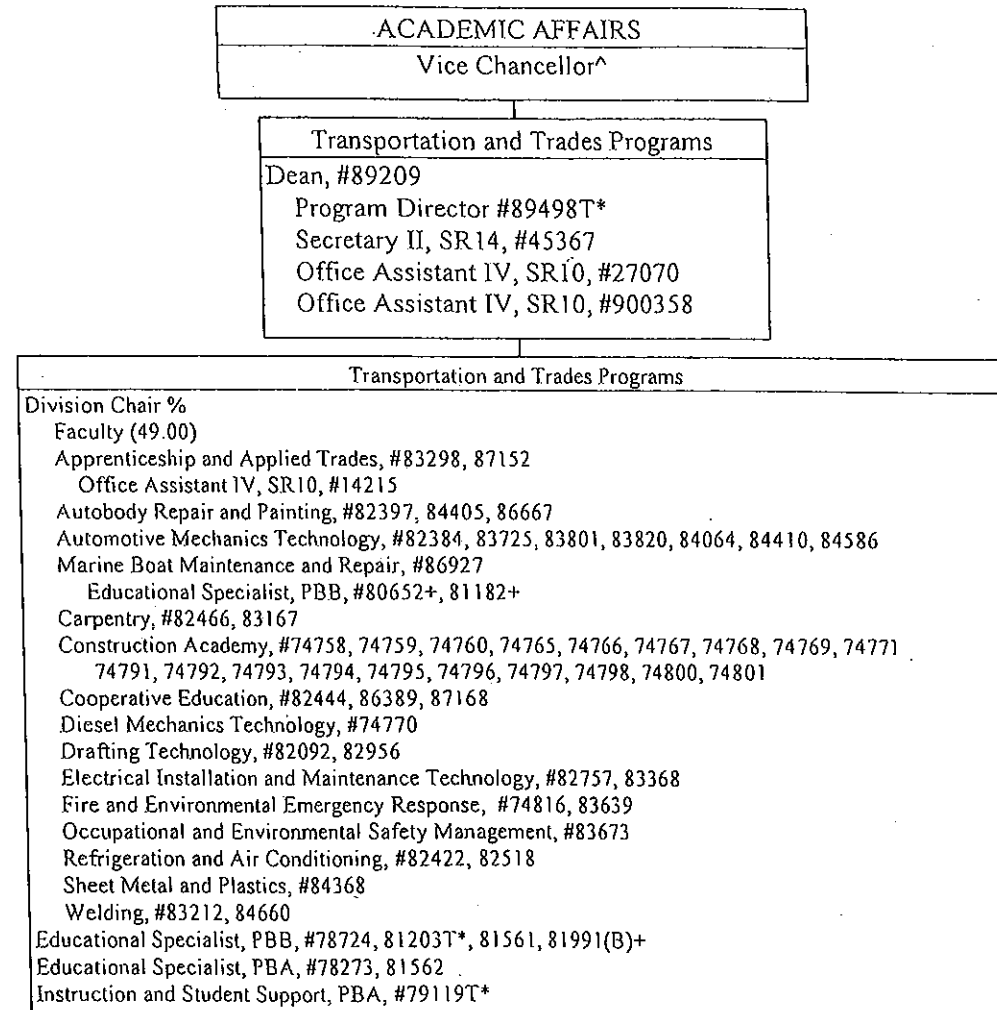 ACADEMIC AFFAIRS
Vice Chancellor^
Transportation and Trades Programs
Dean, #89209
Program Director #89498T*
Secretary II, SR14, #45367
Office Assistant IV, SR10, #27070
Office Assistant IV, SR10, #900358
Transportation and Trades Programs
Division Chair %
Faculty (49.00)
Apprenticeship and Applied Trades, #83298, 87152
Office Assistant IV, SR10, #14215
Autobody Repair and Painting, #82397, 84405, 86667
Automotive Mechanics Technology, #82384, 83725, 83801, 83820, 84064, 84410, 84586
Marine Boat Maintenance and Repair, #86927
Educational Specialist, PBB, #80652+, 81182+
Carpentry, #82466, 83167
Construction Academy, #74758, 74759, 74760, 74765, 74766, 74767, 74768, 74769, 74771
74791, 74792, 74793, 74794, 74795, 74796, 74797, 74798, 74800, 74801
Cooperative Education, #82444, 86389, 87168
Diesel Mechanics Technology, #74770
Drafting Technology, #82092, 82956
Electrical Installation and Maintenance Technology, #82757, 83368
Fire and Environmental Emergency Response, #74816, 83639
Occupational and Environmental Safety Management, #83673
Refrigeration and Air Conditioning, #82422, 82518
Sheet Metal and Plastics, #84368
Welding, #83212, 84660
Educational Specialist, PBB, #78724, 81203T*, 81561, 81991(B)+
Educational Specialist, PBA, #78273, 81562
Instruction and Student Support, PBA, #79119T*